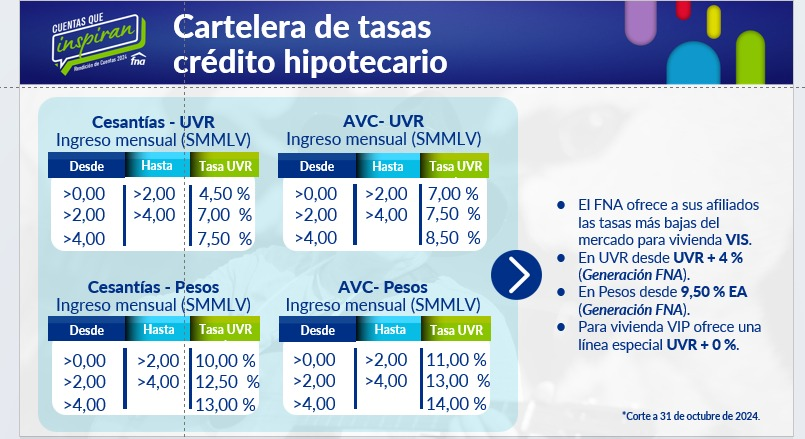 CUENTAS QUE
inspiran
Rendición de Cuentas 2024
fna
Cartelera de tasas
crédito hipotecario
Cesantías - UVR
Ingreso mensual (SMMLV)
Desde Hasta Tasa UVR
>0,00 >2,00 4,50 %
>2,00 >4,00 7,00 %
>4,00 7,50 %
AVC- UVR
Ingreso mensual (SMMLV)
Desde Hasta Tasa UVR
>0,00 >2,00 7,00 %
>2,00 >4,00 7,50 %
>4,00 8,50 %
Cesantías - Pesos
Ingreso mensual (SMMLV)
Desde Hasta Tasa UVR
>0,00 >2,00 10,00 %
>2,00 >4,00 12,50 %
>4,00 13,00 %
AVC- Pesos
Ingreso mensual (SMMLV)
Desde Hasta Tasa UVR
>0,00 >2,00 11,00 %
>2,00 >4,00 13,00 %
>4,00 14,00 %
● El FNA ofrece a sus afiliados
las tasas más bajas del
mercado para vivienda VIS.
● En UVR desde UVR + 4 %
(Generación FNA).
● En Pesos desde 9,50 % EA
(Generación FNA).
● Para vivienda VIP ofrece una
línea especial UVR + 0 %.
*Corte a 31 de octubre de 2024.